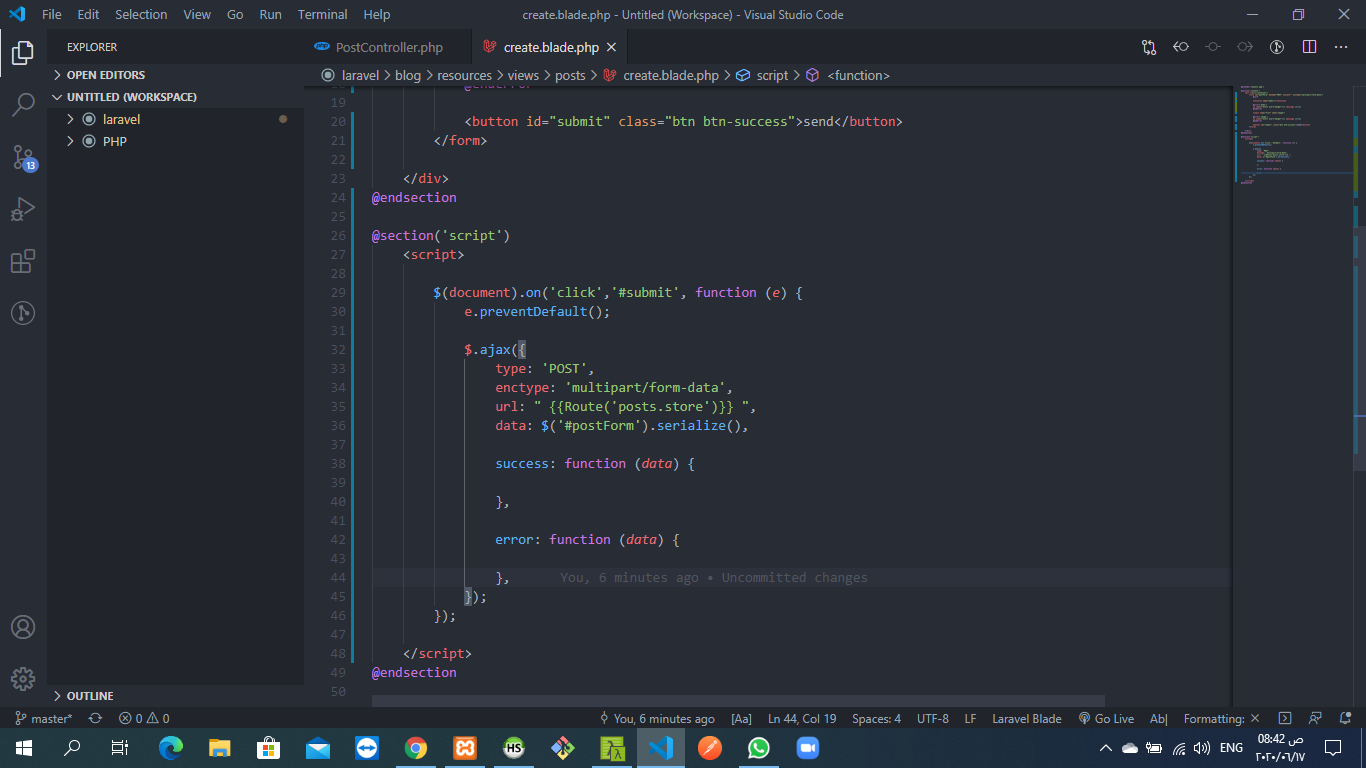 File Edit Selection View Go Run Terminal Help create.blade.php - Untitled (Workspace) - Visual Studio Code
EXPLORER
PostController.php create.blade.php
OPEN EDITORS
UNTITLED (WORKSPACE)
laravel
PHP
OUTLINE
laravel > blog > resources > views > posts > create.blade.php > script > <function>
19
20 <button id="submit" class="btn btn-success">send</button>
21 </form>
22
23 </div>
24 @endsection
25
26 @section('script')
27 <script>
28
29 $(document).on('click','#submit', function (e) {
30 e.preventDefault();
31
32 $.ajax({
33 type: 'POST',
34 enctype: 'multipart/form-data',
35 url: " {{Route('posts.store')}} ",
36 data: $('#postForm').serialize(),
37
38 success: function (data) {
39
40 },
41
42 error: function (data) {
43
44 }, You, 6 minutes ago • Uncommitted changes
45 });
46 });
47
48 </script>
49 @endsection
50
13
master* 0 0 You, 6 minutes ago [Aa] Ln 44, Col 19 Spaces: 4 UTF-8 LF Laravel Blade Go Live Ab| Formatting: ×
HS ENG 08:42 ص
٢٠٢٠/٠٦/١٧